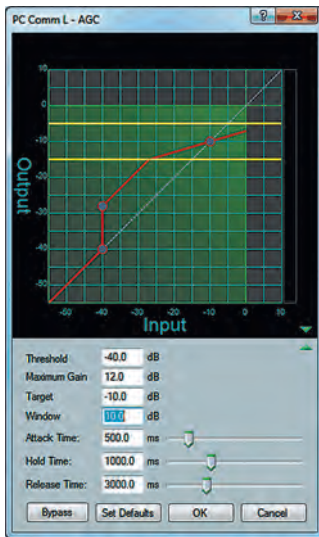 PC Comm L - AGC
10
0
-10
-20
-30
-40
-50
Output
-50 -40 -30 -20 -10 0 10
Input
Threshold -40.0 dB
Maximum Gain 12.0 dB
Target -10.0 dB
Window 10.0 dB
Attack Time: 500.0 ms
Hold Time: 1000.0 ms
Release Time: 3000.0 ms
Bypass Set Defaults OK Cancel